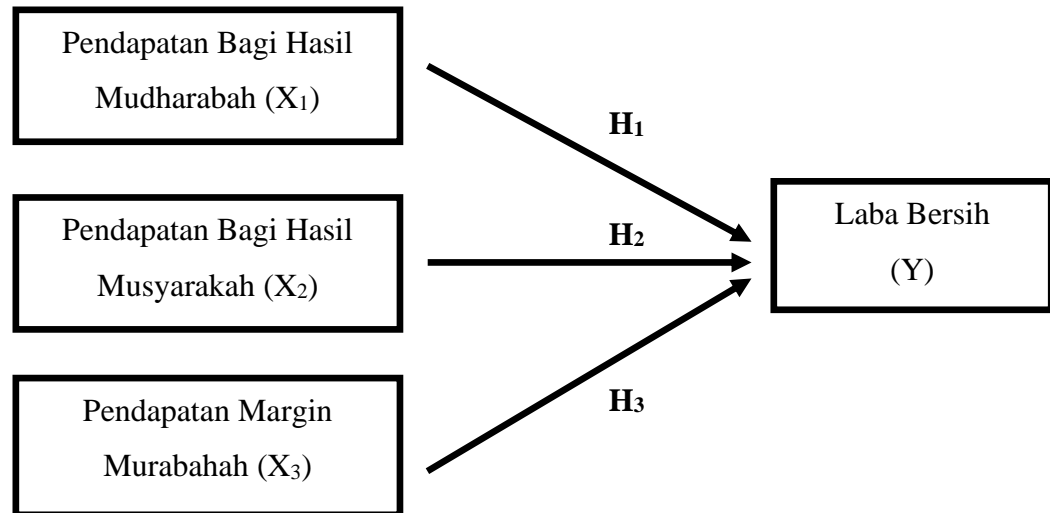 Pendapatan Bagi Hasil
Mudharabah (X₁)
H₁
Pendapatan Bagi Hasil
Musyarakah (X₂)
H₂
Laba Bersih
(Y)
Pendapatan Margin
Murabahah (X₃)
H₃